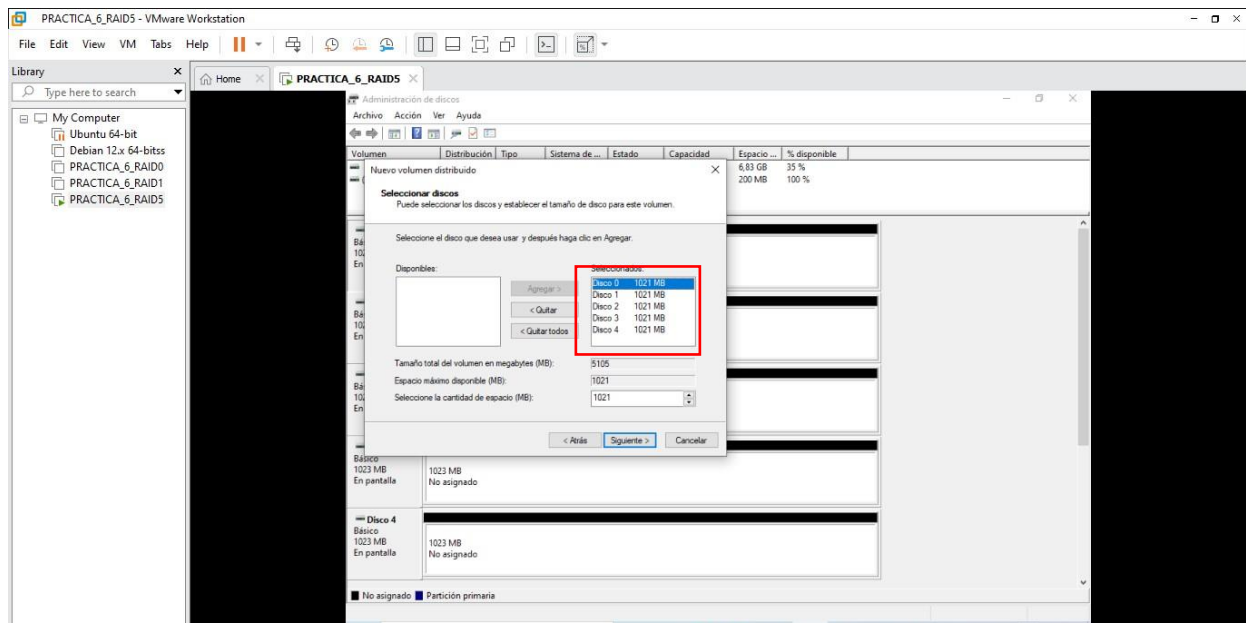 PRACTICA_6_RAID5 - VMware Workstation
File Edit View VM Tabs Help
Library
Type here to search
My Computer
Ubuntu 64-bit
Debian 12.x 64-bitss
PRACTICA_6_RAID0
PRACTICA_6_RAID1
PRACTICA_6_RAID5
Home PRACTICA_6_RAID5
Administración de discos
Archivo Acción Ver Ayuda
Volumen Distribución Tipo Sistema de ... Estado Capacidad Espacio ... % disponible
6,83 GB 35 %
200 MB 100 %
Nuevo volumen distribuido
Seleccionar discos
Puede seleccionar los discos y establecer el tamaño de disco para este volumen.
Seleccione el disco que desea usar y después haga clic en Agregar.
Disponibles:
Agregar >
< Quitar
< Quitar todos
Seleccionados:
Disco 0 1021 MB
Disco 1 1021 MB
Disco 2 1021 MB
Disco 3 1021 MB
Disco 4 1021 MB
Tamaño total del volumen en megabytes (MB): 5105
Espacio máximo disponible (MB): 1021
Seleccione la cantidad de espacio (MB): 1021
< Atrás Siguiente > Cancelar
Básico
1023 MB
En pantalla
1023 MB
No asignado
Disco 4
Básico
1023 MB
En pantalla
1023 MB
No asignado
No asignado Partición primaria